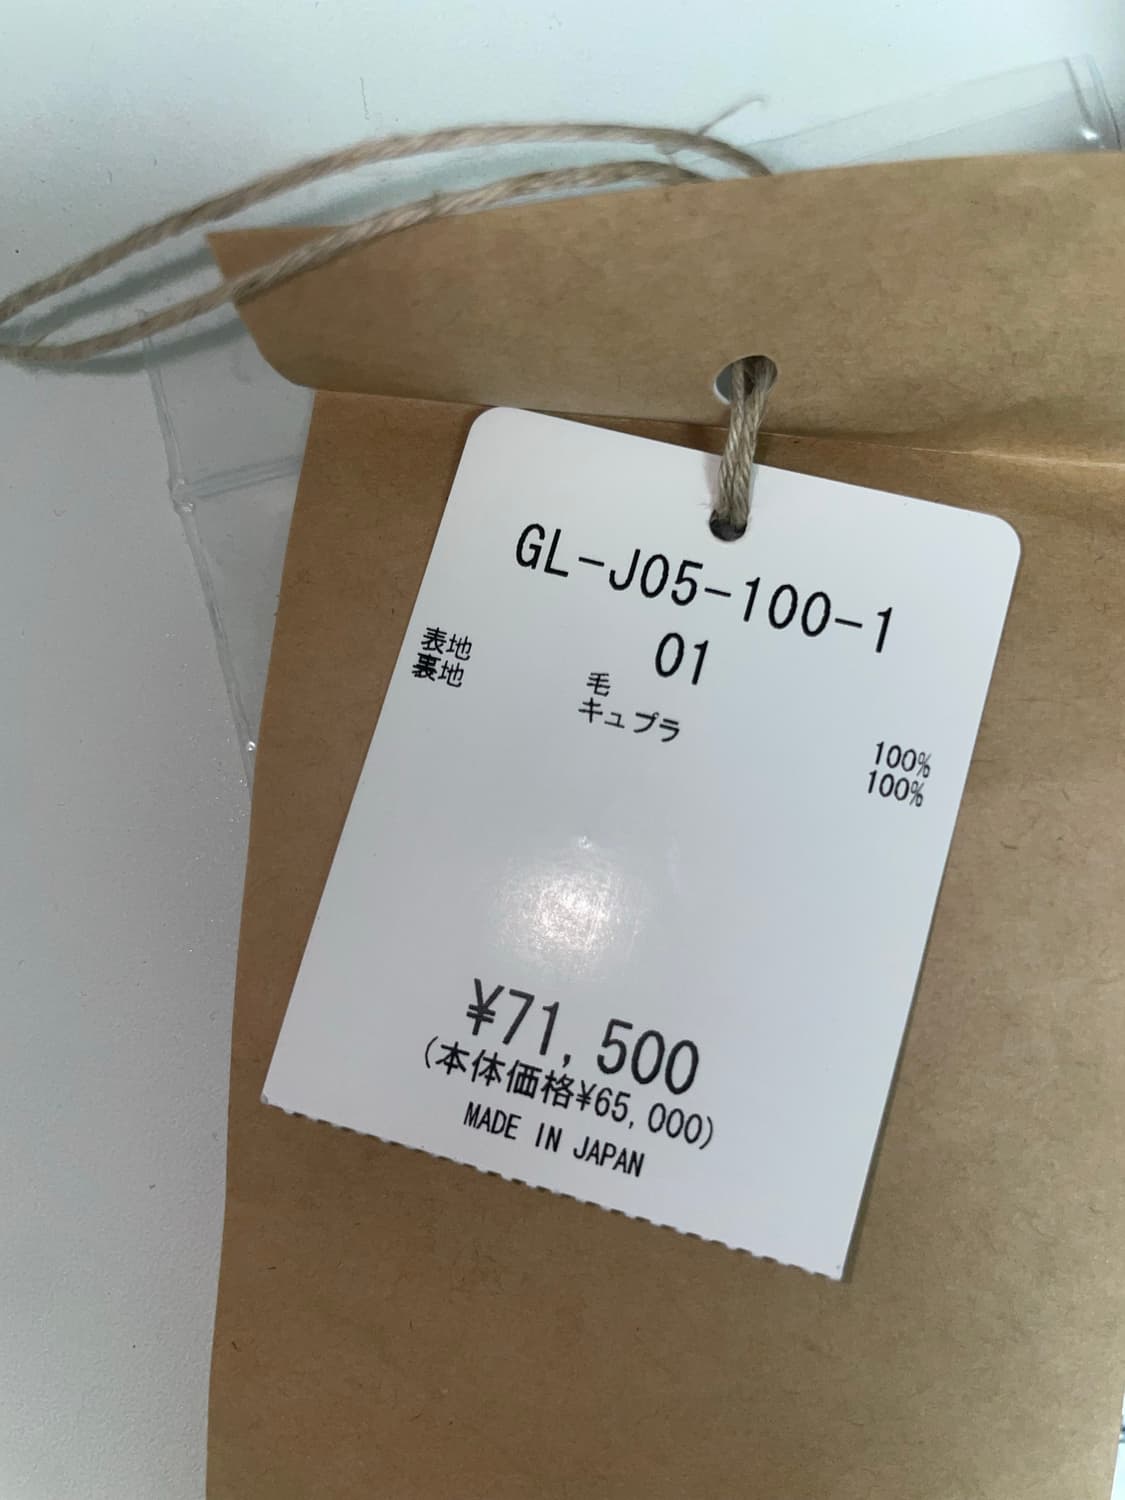 GL-J05-100-1
01
表地 毛 100%
裏地 キュプラ 100%
¥71,500
(本体価格¥65,000)
MADE IN JAPAN